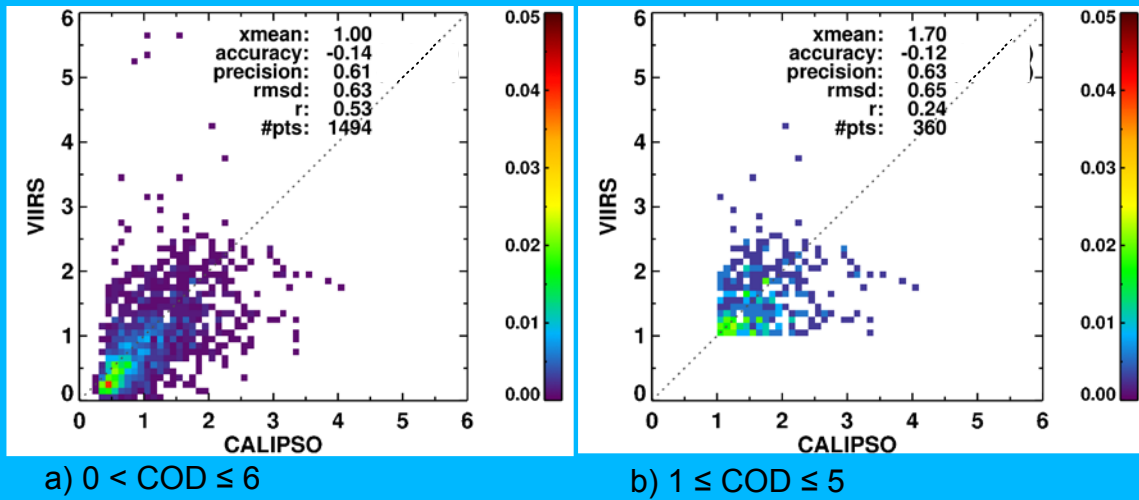 xmean: 1.00
accuracy: -0.14
precision: 0.61
rmsd: 0.63
r: 0.53
#pts: 1494
6
5
4
3
2
1
0
VIIRS
0 1 2 3 4 5 6
CALIPSO
0.05
0.04
0.03
0.02
0.01
0.00
a) 0 < COD ≤ 6
xmean: 1.70
accuracy: -0.12
precision: 0.63
rmsd: 0.65
r: 0.24
#pts: 360
6
5
4
3
2
1
0
VIIRS
0 1 2 3 4 5 6
CALIPSO
0.05
0.04
0.03
0.02
0.01
0.00
b) 1 ≤ COD ≤ 5